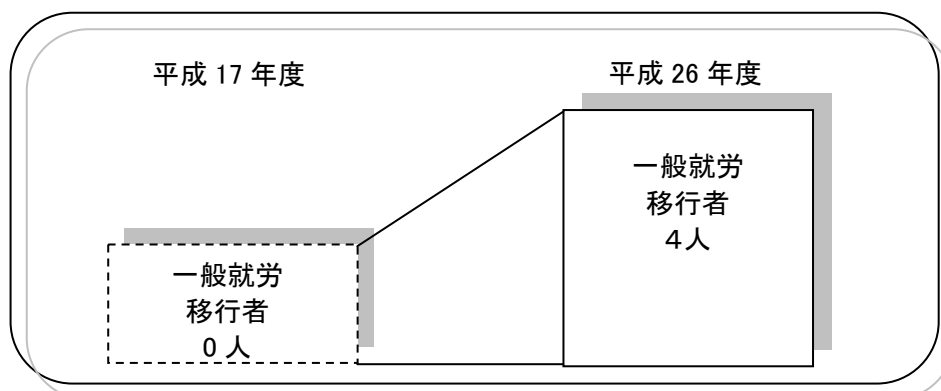 平成 17 年度
平成 26 年度
一般就労
移行者
0 人
一般就労
移行者
4人